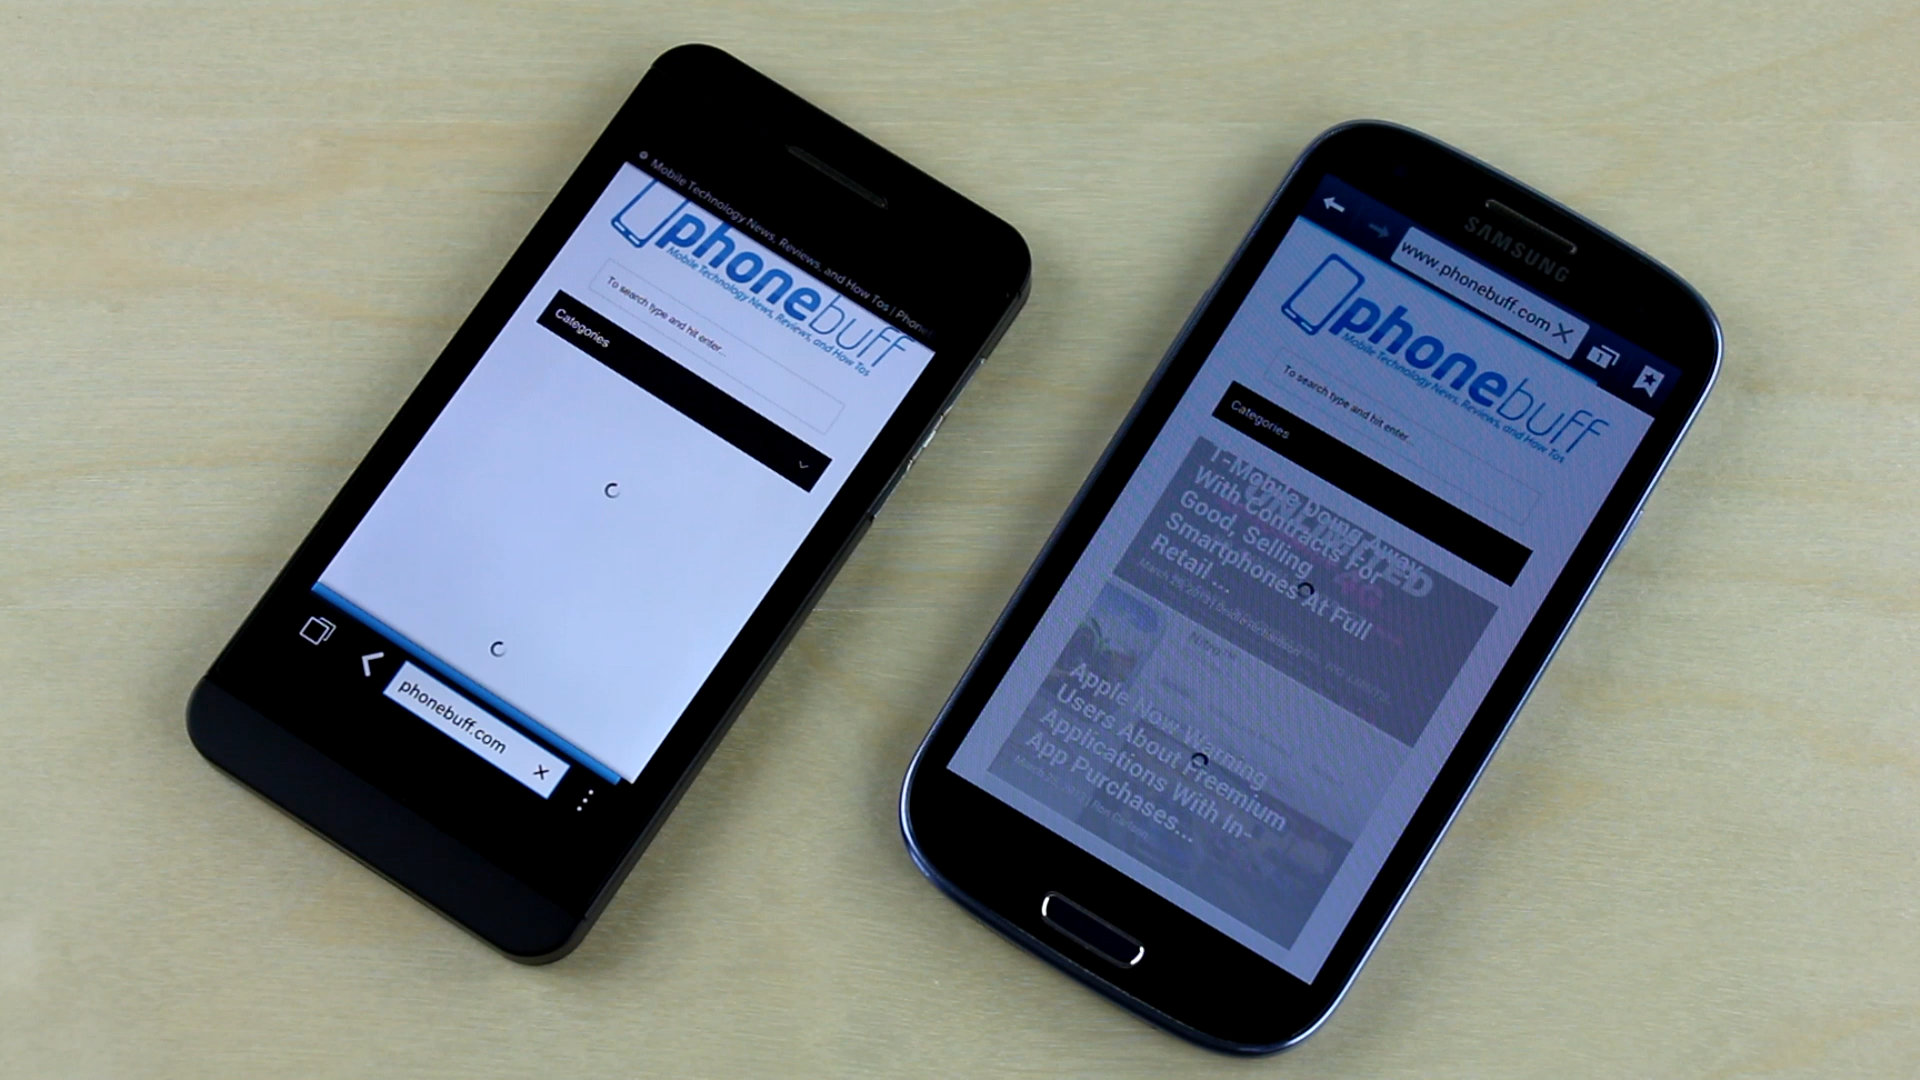 Mobile Technology News, Reviews, and How Tos | Phone
phonebuff
Mobile Technology News, Reviews, and How Tos
To search type and hit enter...
Categories
phonebuff.com
SAMSUNG
www.phonebuff.com
1
phonebuff
Mobile Technology News, Reviews, and How Tos
To search type and hit enter...
Categories
T-Mobile Doing Away
With Contracts For
Good, Selling
Smartphones At Full
Retail ...
Apple Now Warning
Users About Freemium
Applications With In-
App Purchases...